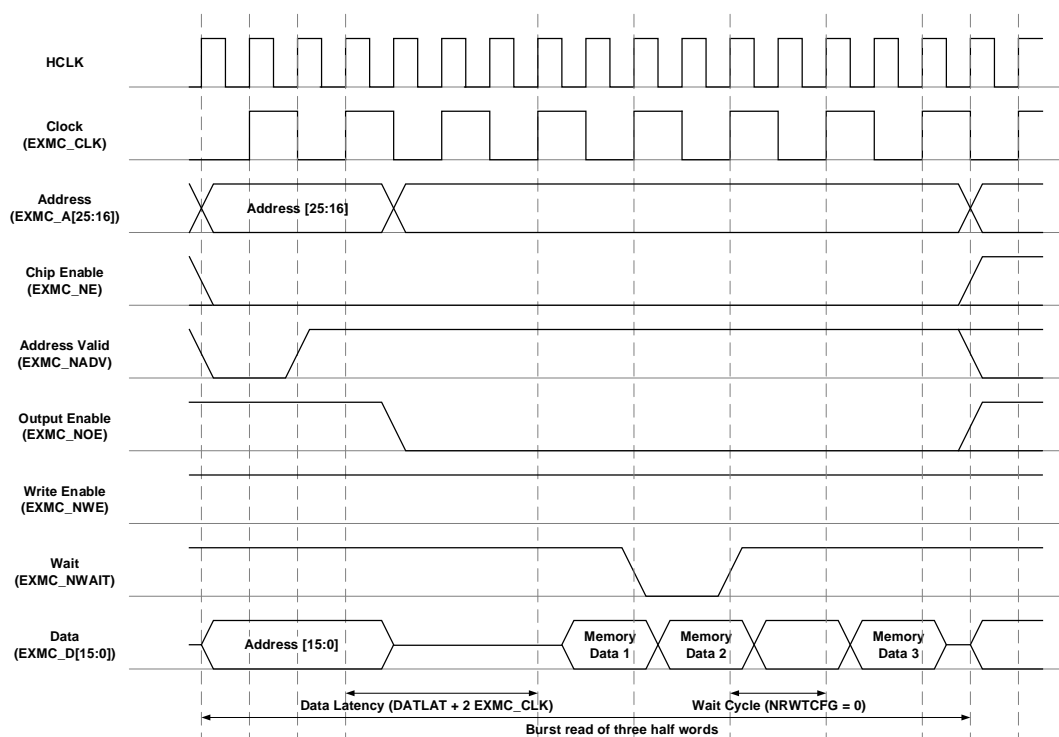 HCLK
Clock
(EXMC_CLK)
Address
(EXMC_A[25:16])
Address [25:16]
Chip Enable
(EXMC_NE)
Address Valid
(EXMC_NADV)
Output Enable
(EXMC_NOE)
Write Enable
(EXMC_NWE)
Wait
(EXMC_NWAIT)
Data
(EXMC_D[15:0])
Address [15:0]
Memory
Data 1
Memory
Data 2
Memory
Data 3
Data Latency (DATLAT + 2 EXMC_CLK)
Wait Cycle (NRWTCFG = 0)
Burst read of three half words